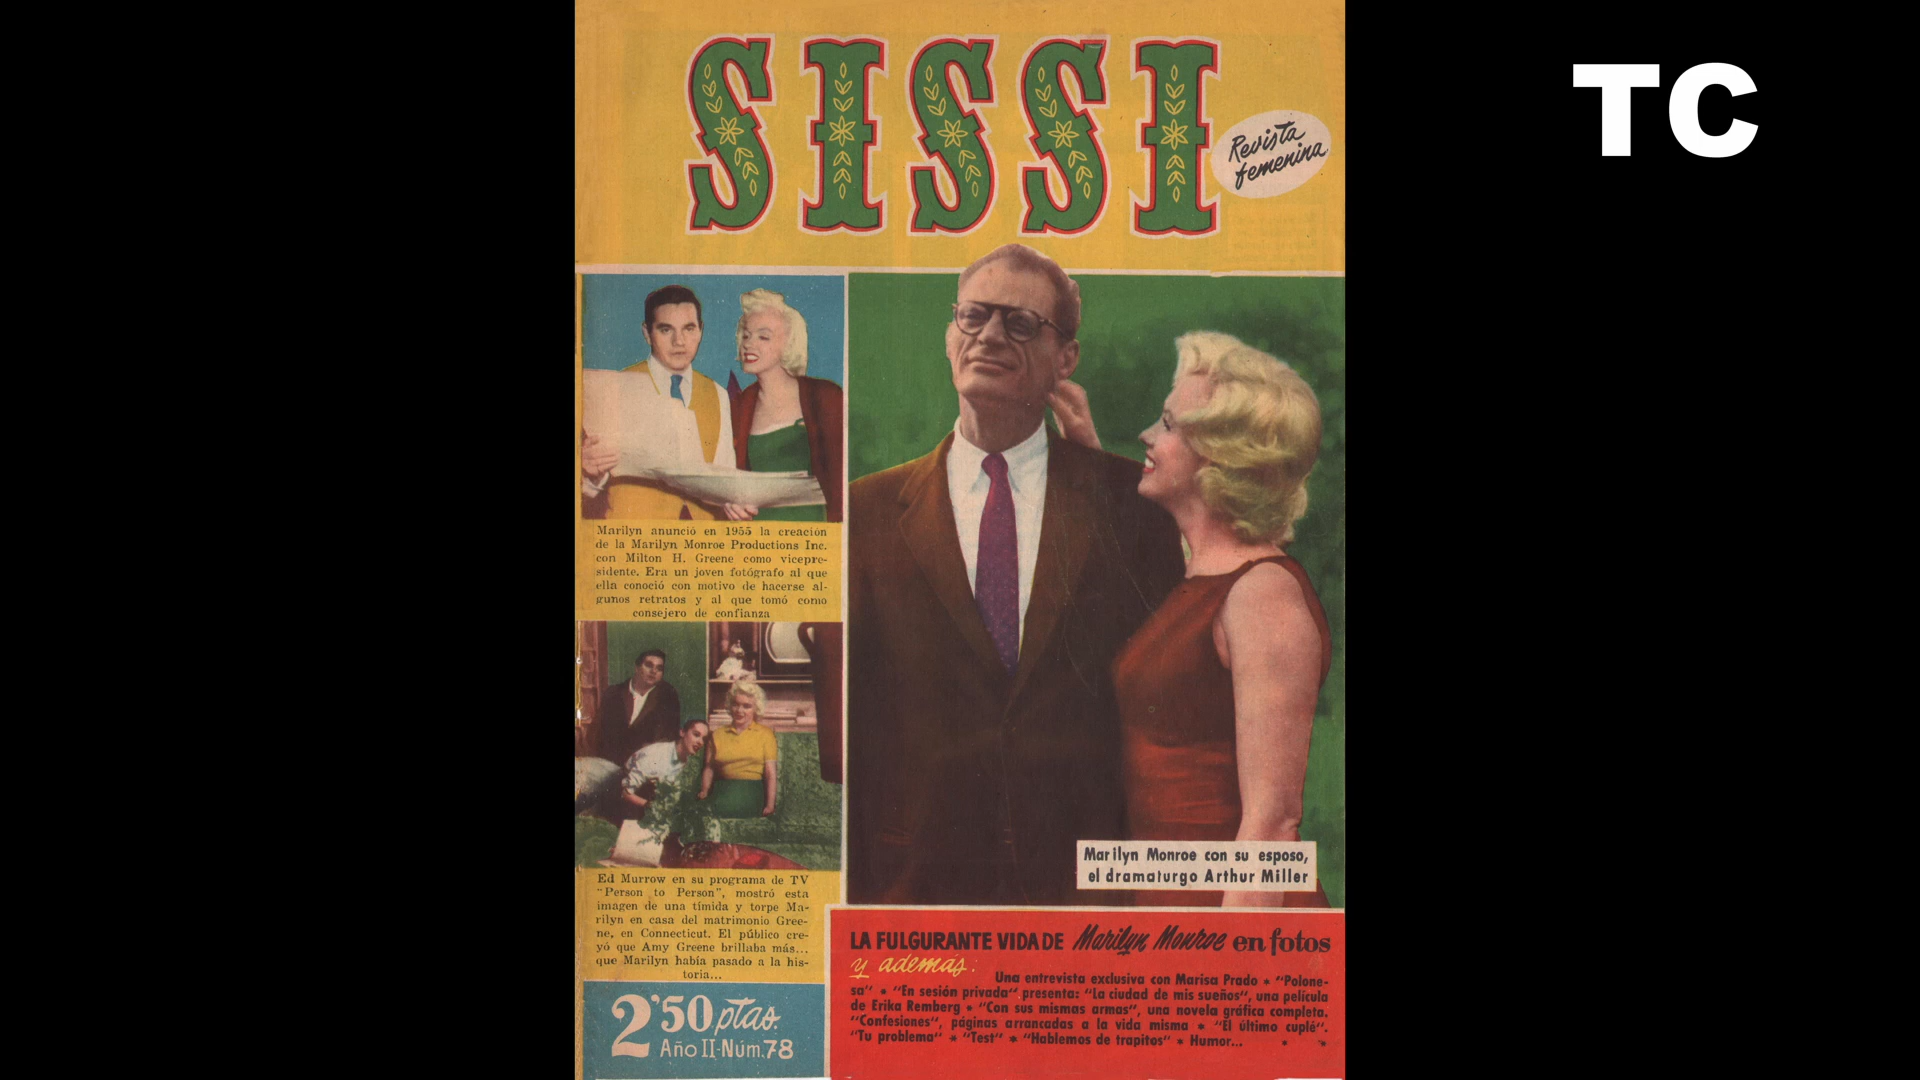 SISSI
Revista
femenina
TC
Marilyn anunció en 1955 la creación
de la Marilyn Monroe Productions Inc.
con Milton H. Greene como vicepre-
sidente. Era un joven fotógrafo al que
ella conoció con motivo de hacerse al-
gunos retratos y al que tomó como
consejero de confianza
Ed Murrow en su programa de TV
"Person to Person", mostró esta
imagen de una tímida y torpe Ma-
rilyn en casa del matrimonio Gree-
ne, en Connecticut. El público cre-
yó que Amy Greene brillaba más...
que Marilyn había pasado a la his-
toria...
2'50 ptas.
Año II-Núm. 78
Marilyn Monroe con su esposo,
el dramaturgo Arthur Miller
LA FULGURANTE VIDA DE Marilyn Monroe en fotos
y además:
Una entrevista exclusiva con Marisa Prado * "Polone-
sa" * "En sesión privada" presenta: "La ciudad de mis sueños", una película
de Erika Remberg * "Con sus mismas armas", una novela gráfica completa.
"Confesiones", páginas arrancadas a la vida misma * "El último cuplé".
"Tu problema" * "Test" * "Hablemos de trapitos" * Humor... * *